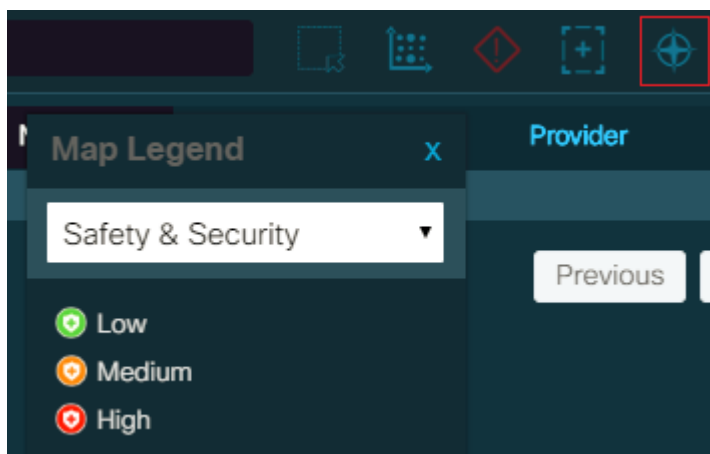 Map Legend x
Provider
Safety & Security
Previous
Low
Medium
High